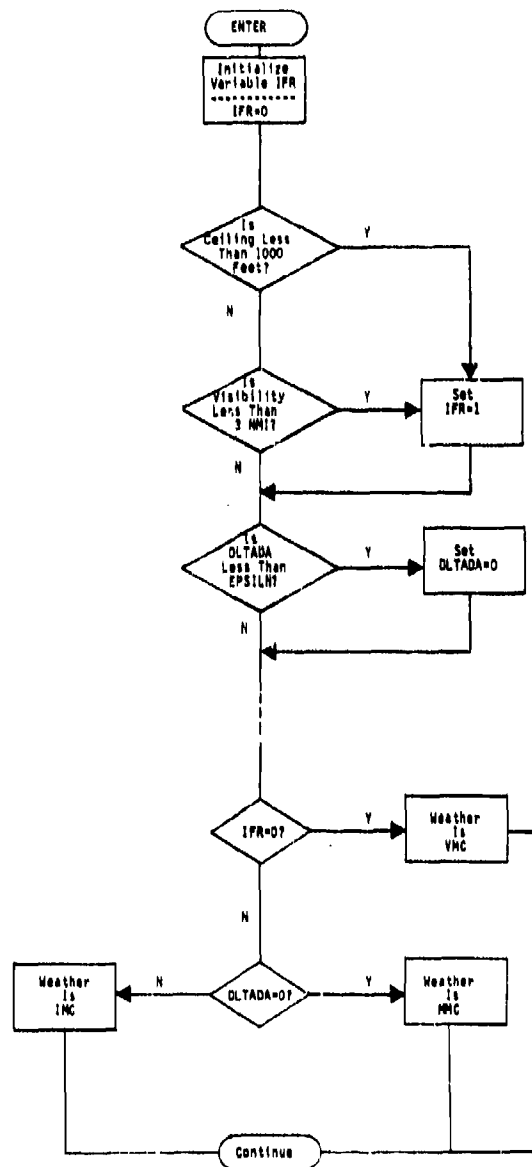 ENTER
Initialize
Variable IFR
IFR=0
Is
Ceiling Less
Than 1000
Feet?
Y
N
Is
Visibility
Less Than
3 NMI?
Y
Set
IFR=1
N
Is
DLTADA
Less Than
EPSILN?
Y
Set
DLTADA=0
N
IFR=0?
Y
Weather
Is
VMC
N
Weather
Is
IMC
N
DLTADA=0?
Y
Weather
Is
MMC
Continue